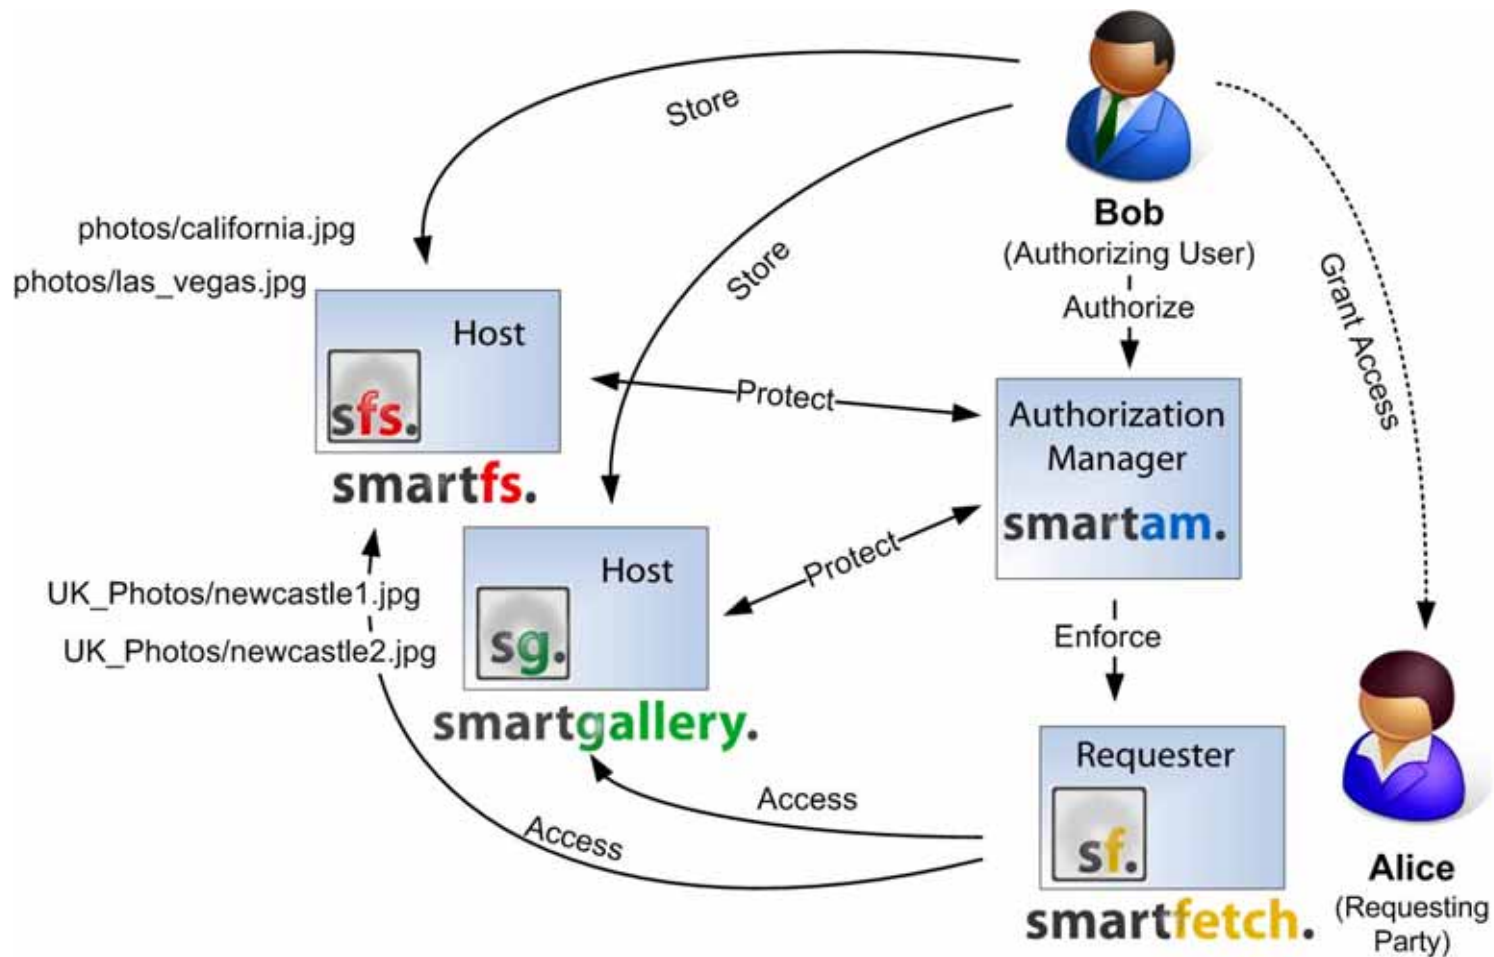 Store
Bob
(Authorizing User)
photos/california.jpg
photos/las_vegas.jpg
Store
Grant Access
Authorize
Host
sfs.
smartfs.
Protect
Authorization
Manager
smartam.
Protect
Host
sg.
smartgallery.
UK_Photos/newcastle1.jpg
UK_Photos/newcastle2.jpg
Enforce
Requester
sf.
smartfetch.
Access
Access
Alice
(Requesting
Party)